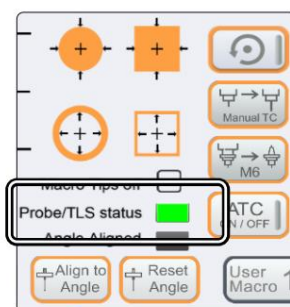 Manual TC
M6
Macro Tips off
Probe/TLS status
ATC
ON / OFF
Angle Aligned
Align to
Angle
Reset
Angle
User
Macro